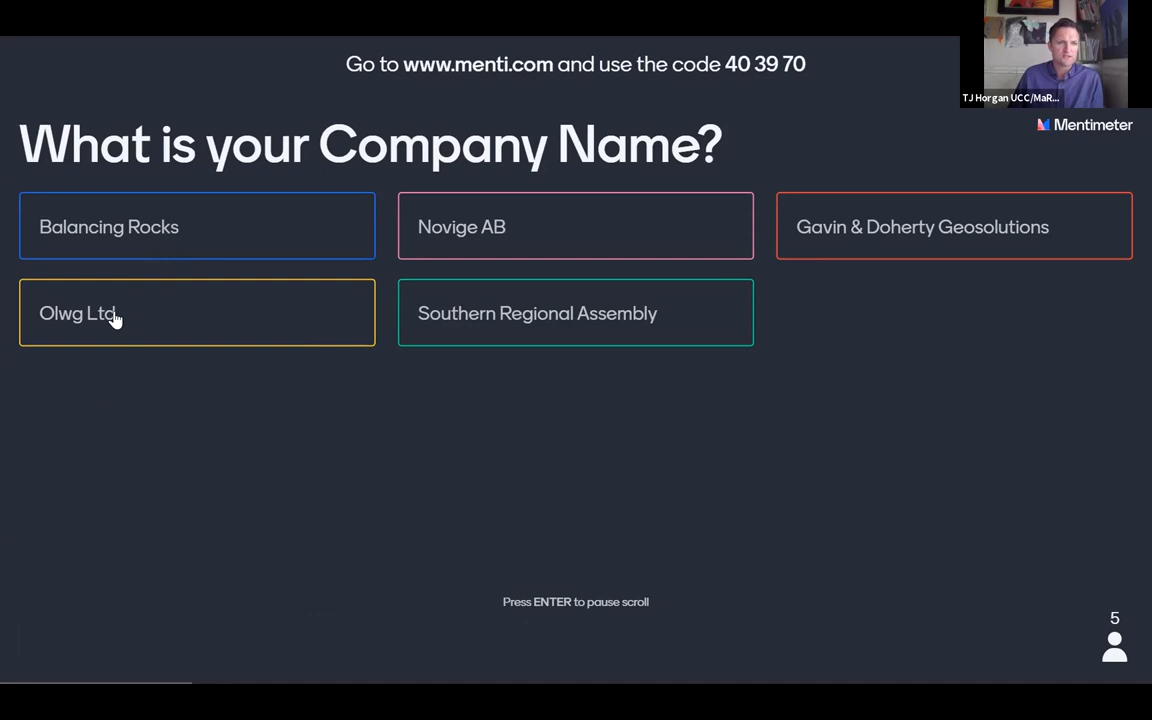 Go to www.menti.com and use the code 40 39 70
TJ Horgan UCC/MaR...
Mentimeter
What is your Company Name?
Balancing Rocks
Novige AB
Gavin & Doherty Geosolutions
Olwg Ltd
Southern Regional Assembly
Press ENTER to pause scroll
5